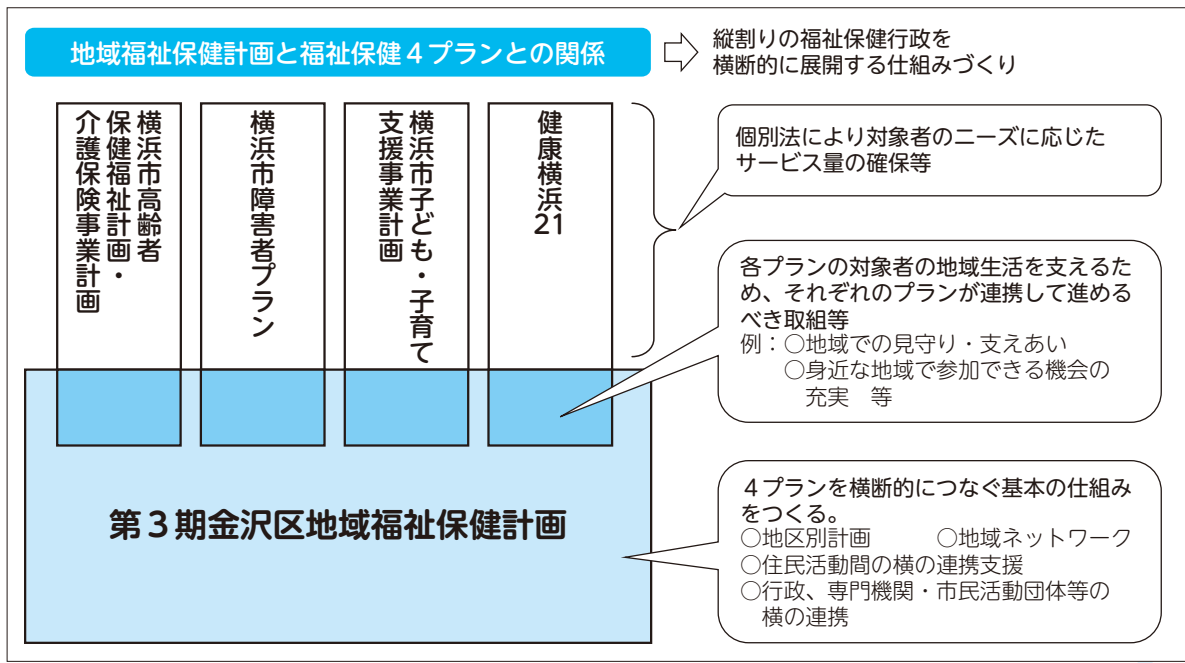 地域福祉保健計画と福祉保健４プランとの関係
縦割りの福祉保健行政を
横断的に展開する仕組みづくり
横浜市高齢者
保健福祉計画・
介護保険事業計画
横浜市障害者プラン
横浜市子ども・子育て
支援事業計画
健康横浜21
個別法により対象者のニーズに応じた
サービス量の確保等
各プランの対象者の地域生活を支えるた
め、それぞれのプランが連携して進める
べき取組等
例：○地域での見守り・支えあい
○身近な地域で参加できる機会の
充実　等
第３期金沢区地域福祉保健計画
４プランを横断的につなぐ基本の仕組み
をつくる。
○地区別計画　　　○地域ネットワーク
○住民活動間の横の連携支援
○行政、専門機関・市民活動団体等の
横の連携